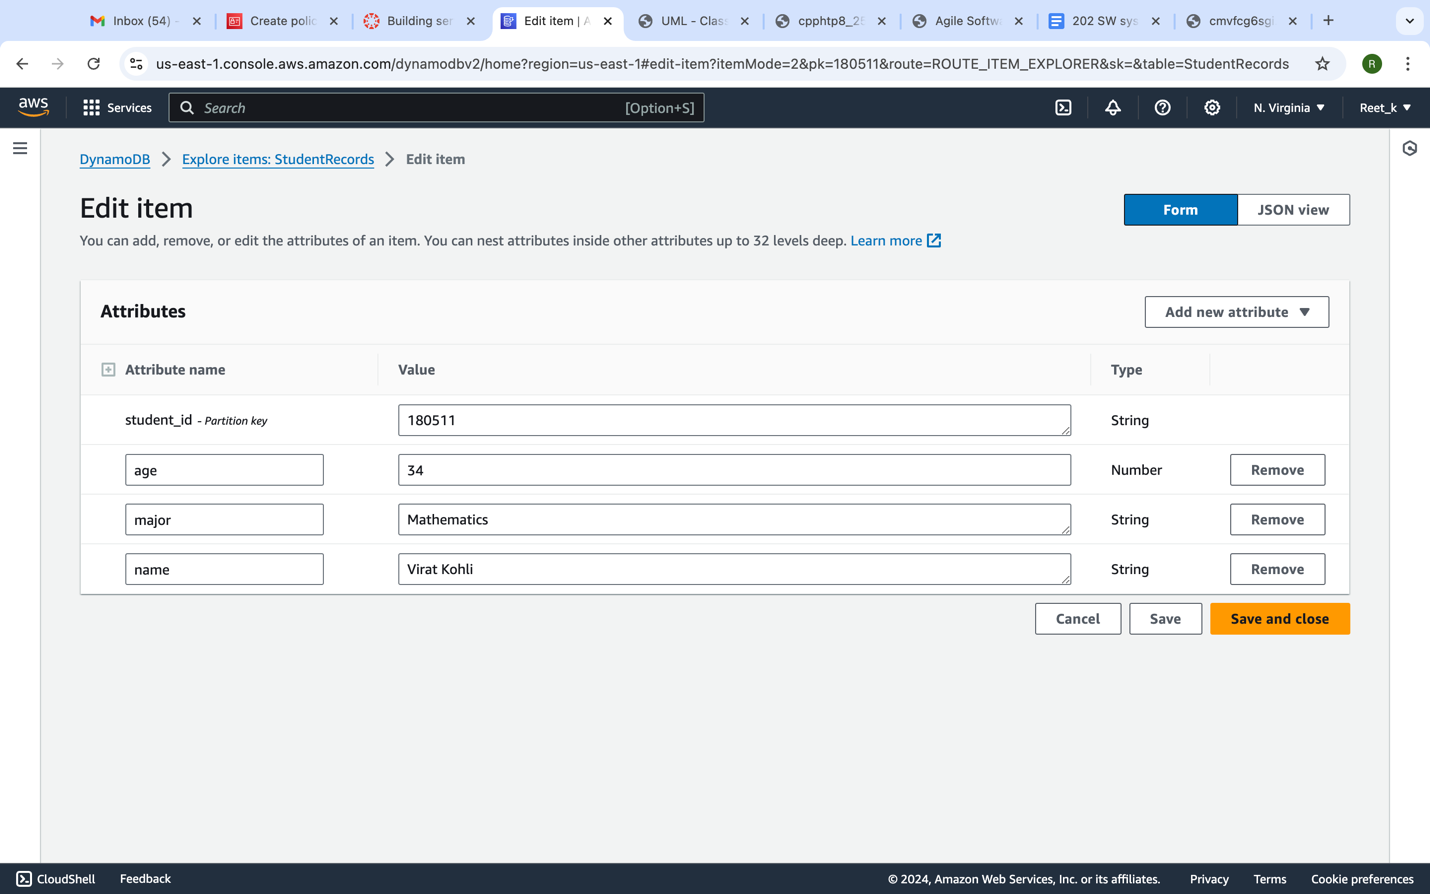 Inbox (54) -
Create polic
Building ser
Edit item | A
UML - Clas
cpphtp8_25
Agile Softw
202 SW sys
cmvfcg6sgi
us-east-1.console.aws.amazon.com/dynamodbv2/home?region=us-east-1#edit-item?itemMode=2&pk=180511&route=ROUTE_ITEM_EXPLORER&sk=&table=StudentRecords
R
aws
Services
Search
[Option+S]
N. Virginia
Reet_k
DynamoDB
Explore items: StudentRecords
Edit item
Edit item
Form
JSON view
You can add, remove, or edit the attributes of an item. You can nest attributes inside other attributes up to 32 levels deep. Learn more
Attributes
Add new attribute
Attribute name
Value
Type
student_id - Partition key
180511
String
age
34
Number
Remove
major
Mathematics
String
Remove
name
Virat Kohli
String
Remove
Cancel
Save
Save and close
CloudShell
Feedback
© 2024, Amazon Web Services, Inc. or its affiliates.
Privacy
Terms
Cookie preferences